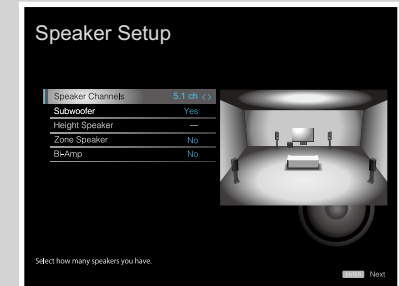 Speaker Setup
Speaker Channels 5.1 ch <>
Subwoofer Yes
Height Speaker —
Zone Speaker No
Bi-Amp No
Select how many speakers you have.
ENTER Next